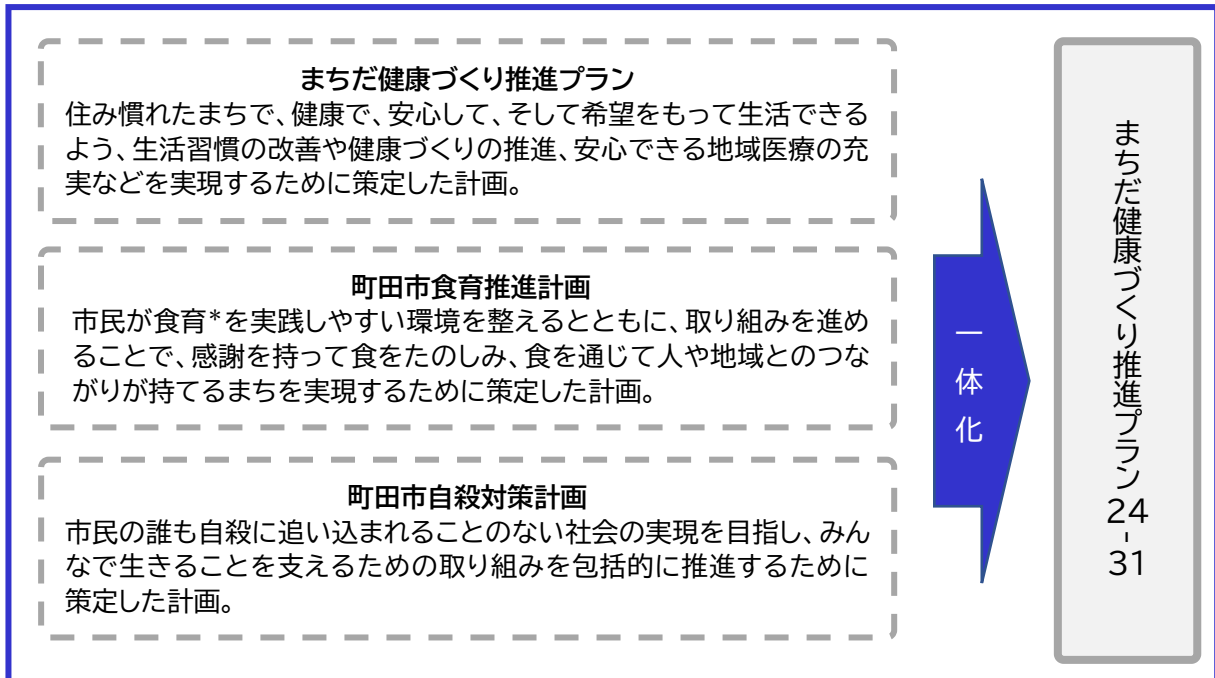 まちだ健康づくり推進プラン
住み慣れたまちで、健康で、安心して、そして希望をもって生活できる
よう、生活習慣の改善や健康づくりの推進、安心できる地域医療の充
実などを実現するために策定した計画。
町田市食育推進計画
市民が食育*を実践しやすい環境を整えるとともに、取り組みを進め
ることで、感謝を持って食をたのしみ、食を通じて人や地域とのつな
がりが持てるまちを実現するために策定した計画。
町田市自殺対策計画
市民の誰も自殺に追い込まれることのない社会の実現を目指し、みん
なで生きることを支えるための取り組みを包括的に推進するために
策定した計画。
一体化
まちだ健康づくり推進プラン24-31